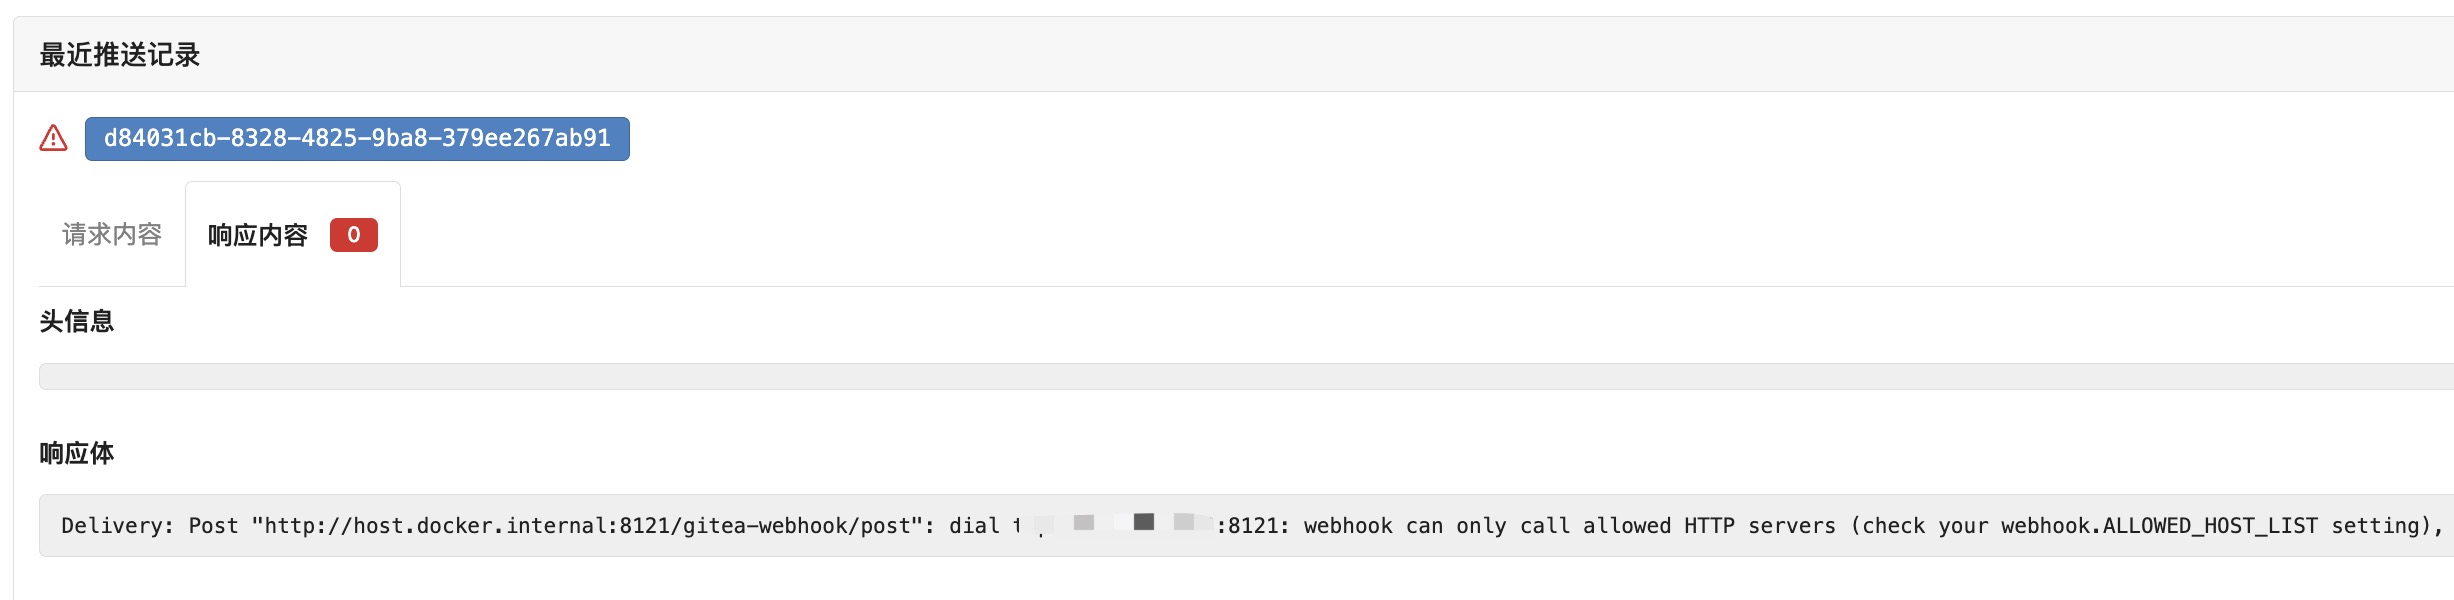 最近推送记录
d84031cb-8328-4825-9ba8-379ee267ab91
请求内容 响应内容 0
头信息
响应体
Delivery: Post "http://host.docker.internal:8121/gitea-webhook/post": dial :8121: webhook can only call allowed HTTP servers (check your webhook.ALLOWED_HOST_LIST setting),